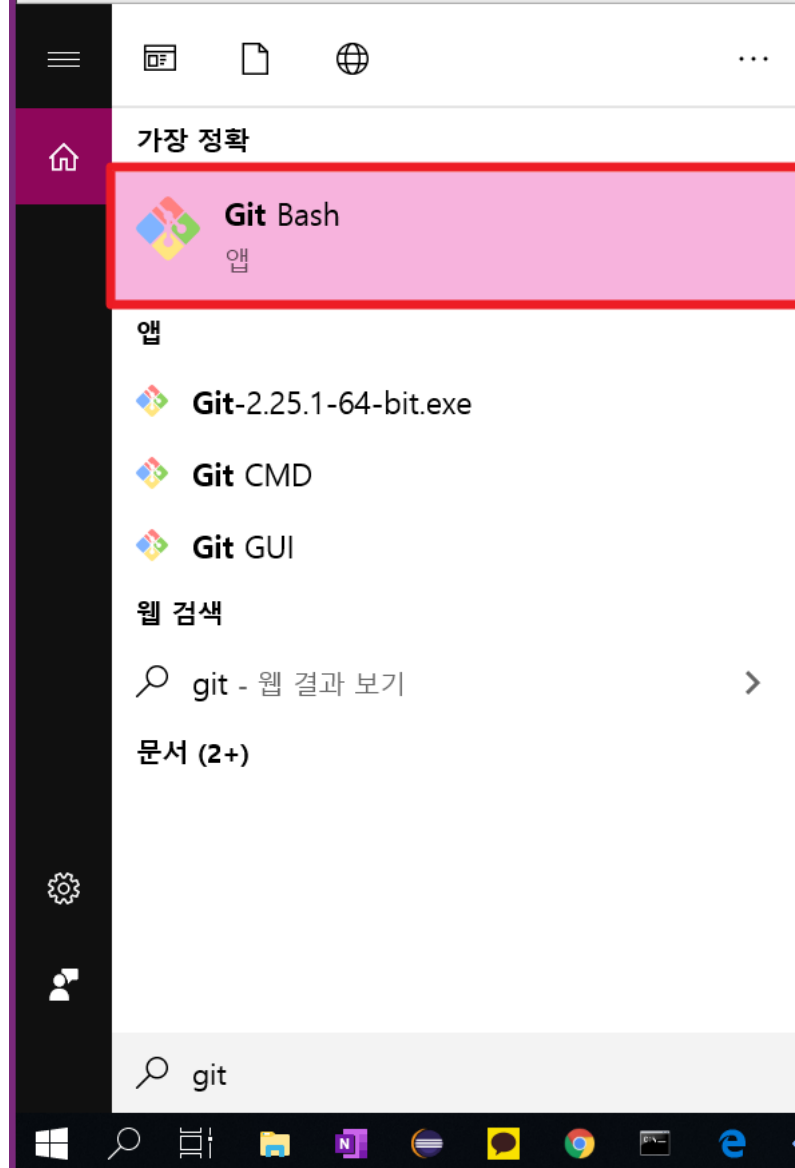 가장 정확
Git Bash
앱
앱
Git-2.25.1-64-bit.exe
Git CMD
Git GUI
웹 검색
git - 웹 결과 보기
문서 (2+)
git